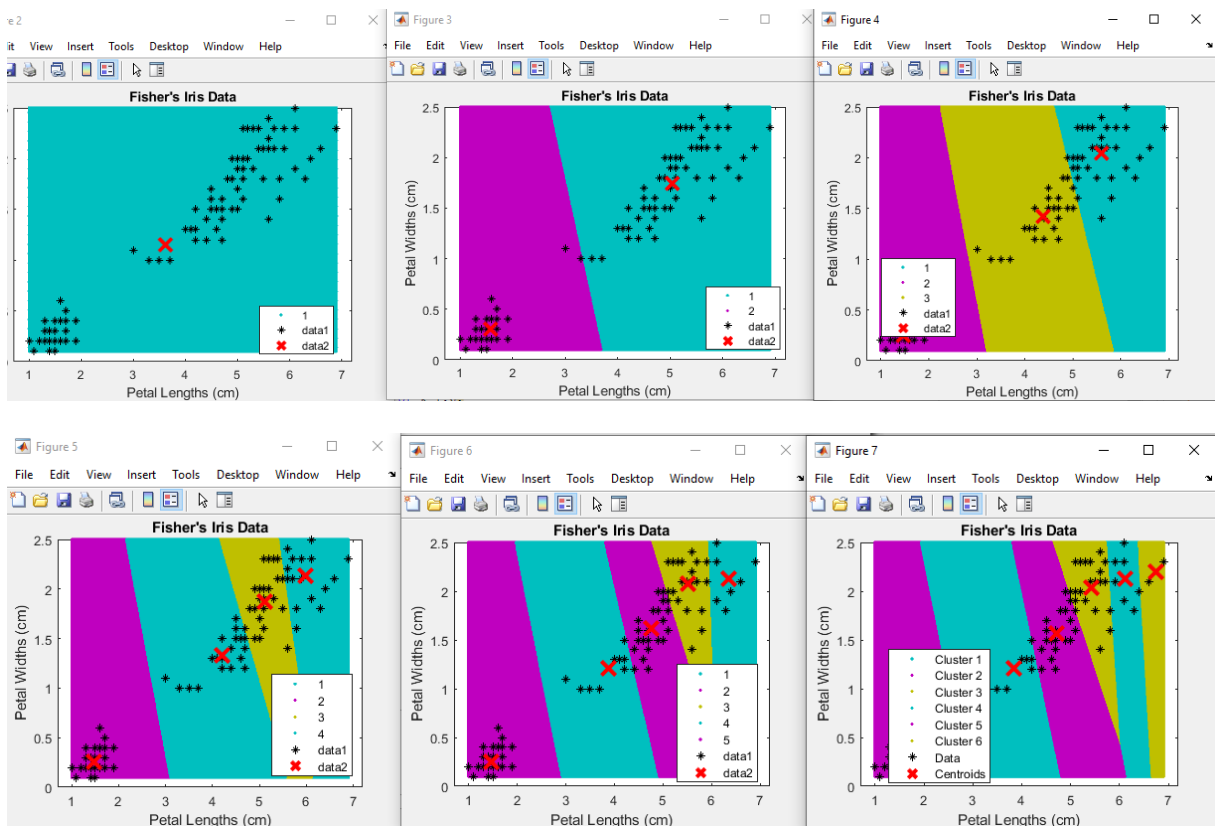 e 2
it View Insert Tools Desktop Window Help
Fisher's Iris Data
1
data1
data2
1 2 3 4 5 6 7
Petal Lengths (cm)
Figure 3
File Edit View Insert Tools Desktop Window Help
Fisher's Iris Data
2.5
2
1.5
1
0.5
0
Petal Widths (cm)
1
2
data1
data2
1 2 3 4 5 6 7
Petal Lengths (cm)
Figure 4
File Edit View Insert Tools Desktop Window Help
Fisher's Iris Data
2.5
2
1.5
1
0.5
0
Petal Widths (cm)
1
2
3
data1
data2
1 2 3 4 5 6 7
Petal Lengths (cm)
Figure 5
File Edit View Insert Tools Desktop Window Help
Fisher's Iris Data
2.5
2
1.5
1
0.5
0
Petal Widths (cm)
1
2
3
4
data1
data2
1 2 3 4 5 6 7
Petal Lengths (cm)
Figure 6
File Edit View Insert Tools Desktop Window Help
Fisher's Iris Data
2.5
2
1.5
1
0.5
0
Petal Widths (cm)
1
2
3
4
5
data1
data2
1 2 3 4 5 6 7
Petal Lengths (cm)
Figure 7
File Edit View Insert Tools Desktop Window Help
Fisher's Iris Data
2.5
2
1.5
1
0.5
0
Petal Widths (cm)
Cluster 1
Cluster 2
Cluster 3
Cluster 4
Cluster 5
Cluster 6
Data
Centroids
1 2 3 4 5 6 7
Petal Lengths (cm)